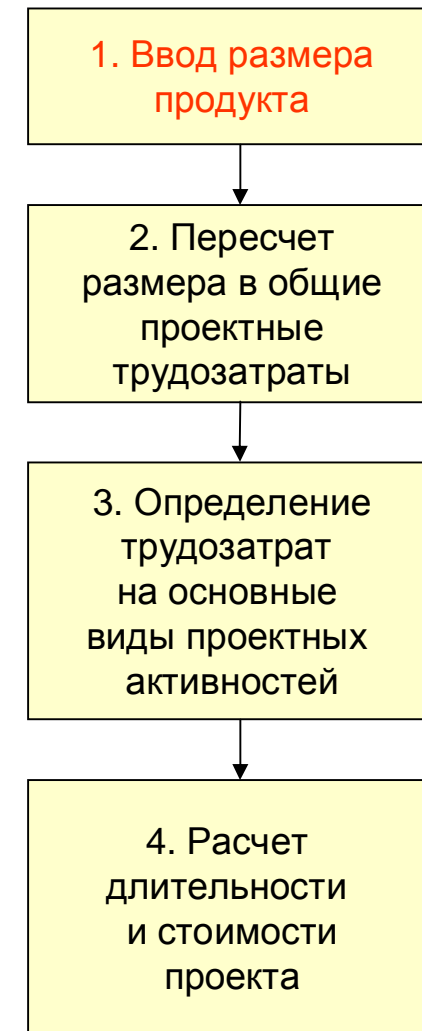 1. Ввод размера
продукта
2. Пересчет
размера в общие
проектные
трудозатраты
3. Определение
трудозатрат
на основные
виды проектных
активностей
4. Расчет
длительности
и стоимости
проекта